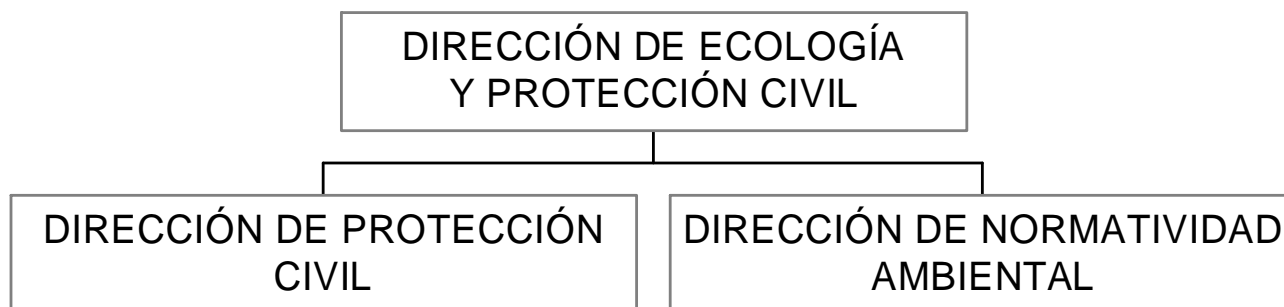 DIRECCIÓN DE ECOLOGÍA
Y PROTECCIÓN CIVIL
DIRECCIÓN DE PROTECCIÓN
CIVIL
DIRECCIÓN DE NORMATIVIDAD
AMBIENTAL